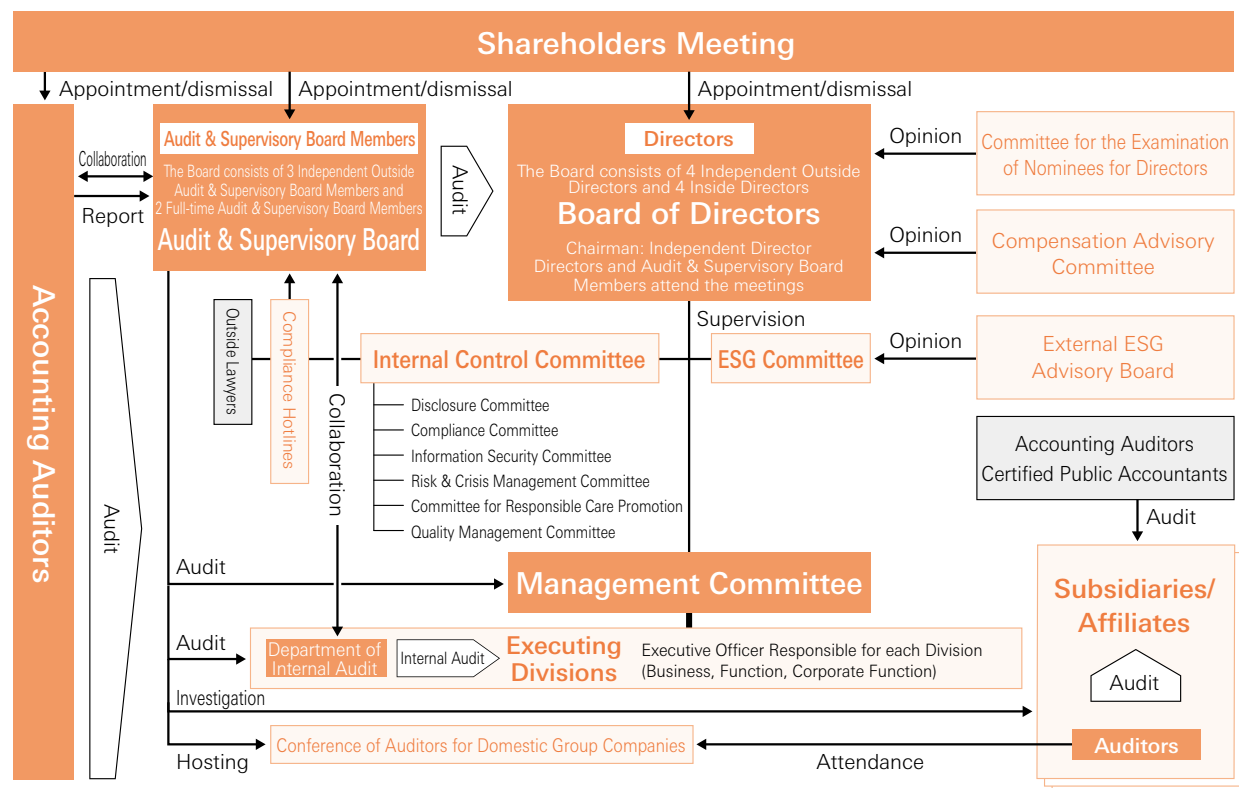 Shareholders Meeting
Appointment/dismissal
Appointment/dismissal
Appointment/dismissal
Accounting Auditors
Collaboration
Report
Audit
Audit & Supervisory Board Members
The Board consists of 3 Independent Outside
Audit & Supervisory Board Members and
2 Full-time Audit & Supervisory Board Members
Audit & Supervisory Board
Audit
Directors
The Board consists of 4 Independent Outside
Directors and 4 Inside Directors
Board of Directors
Chairman: Independent Director
Directors and Audit & Supervisory Board
Members attend the meetings
Opinion
Committee for the Examination
of Nominees for Directors
Opinion
Compensation Advisory
Committee
Opinion
External ESG
Advisory Board
Outside Lawyers
Compliance Hotlines
Collaboration
Supervision
Internal Control Committee
ESG Committee
Disclosure Committee
Compliance Committee
Information Security Committee
Risk & Crisis Management Committee
Committee for Responsible Care Promotion
Quality Management Committee
Accounting Auditors
Certified Public Accountants
Audit
Audit
Management Committee
Audit
Department of
Internal Audit
Internal Audit
Executing
Divisions
Executive Officer Responsible for each Division
(Business, Function, Corporate Function)
Subsidiaries/
Affiliates
Audit
Auditors
Investigation
Hosting
Conference of Auditors for Domestic Group Companies
Attendance